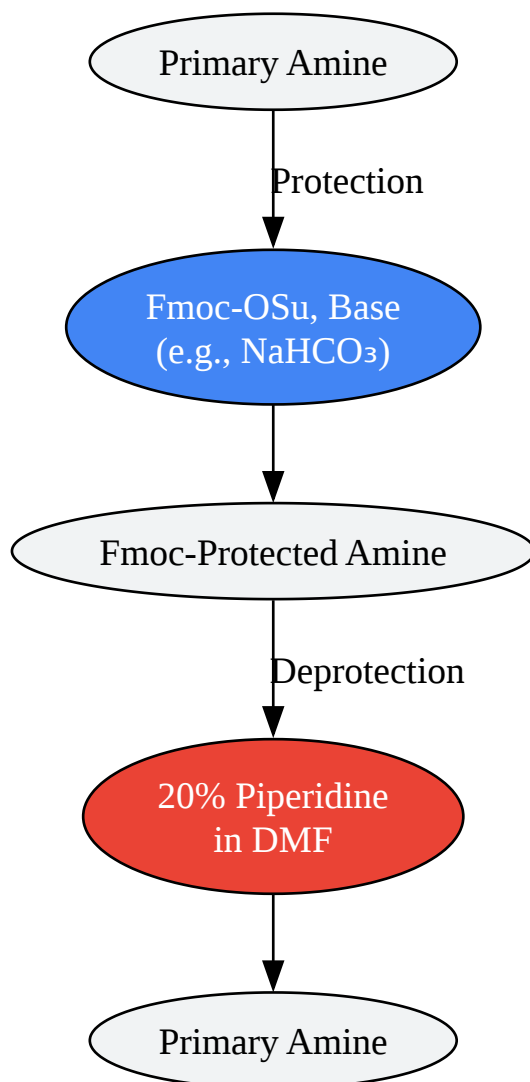 Primary Amine
Protection
Fmoc-OSu, Base
(e.g., NaHCO₃)
Fmoc-Protected Amine
Deprotection
20% Piperidine
in DMF
Primary Amine